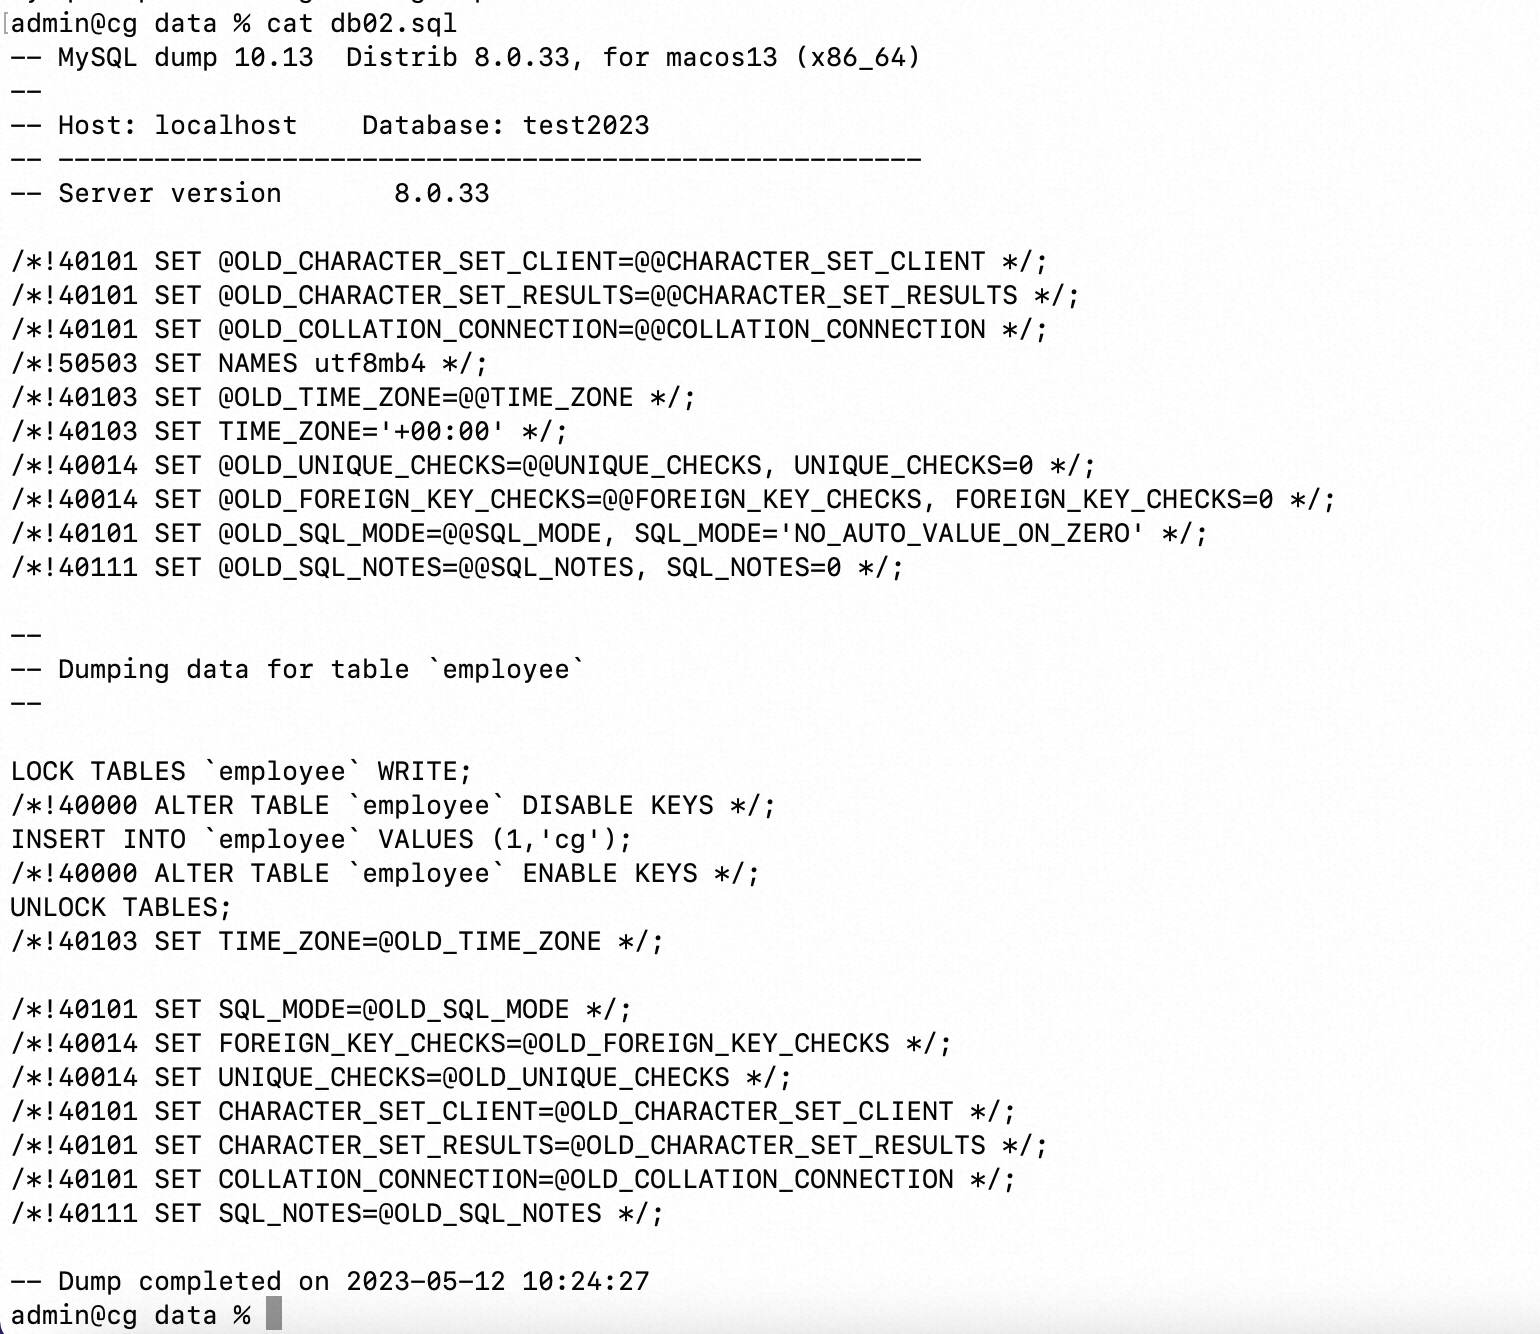 admin@cg data % cat db02.sql
-- MySQL dump 10.13  Distrib 8.0.33, for macos13 (x86_64)
--
-- Host: localhost    Database: test2023
-- ------------------------------------------------------
-- Server version       8.0.33
/*!40101 SET @OLD_CHARACTER_SET_CLIENT=@@CHARACTER_SET_CLIENT */;
/*!40101 SET @OLD_CHARACTER_SET_RESULTS=@@CHARACTER_SET_RESULTS */;
/*!40101 SET @OLD_COLLATION_CONNECTION=@@COLLATION_CONNECTION */;
/*!50503 SET NAMES utf8mb4 */;
/*!40103 SET @OLD_TIME_ZONE=@@TIME_ZONE */;
/*!40103 SET TIME_ZONE='+00:00' */;
/*!40014 SET @OLD_UNIQUE_CHECKS=@@UNIQUE_CHECKS, UNIQUE_CHECKS=0 */;
/*!40014 SET @OLD_FOREIGN_KEY_CHECKS=@@FOREIGN_KEY_CHECKS, FOREIGN_KEY_CHECKS=0 */;
/*!40101 SET @OLD_SQL_MODE=@@SQL_MODE, SQL_MODE='NO_AUTO_VALUE_ON_ZERO' */;
/*!40111 SET @OLD_SQL_NOTES=@@SQL_NOTES, SQL_NOTES=0 */;
--
-- Dumping data for table `employee`
--
LOCK TABLES `employee` WRITE;
/*!40000 ALTER TABLE `employee` DISABLE KEYS */;
INSERT INTO `employee` VALUES (1,'cg');
/*!40000 ALTER TABLE `employee` ENABLE KEYS */;
UNLOCK TABLES;
/*!40103 SET TIME_ZONE=@OLD_TIME_ZONE */;
/*!40101 SET SQL_MODE=@OLD_SQL_MODE */;
/*!40014 SET FOREIGN_KEY_CHECKS=@OLD_FOREIGN_KEY_CHECKS */;
/*!40014 SET UNIQUE_CHECKS=@OLD_UNIQUE_CHECKS */;
/*!40101 SET CHARACTER_SET_CLIENT=@OLD_CHARACTER_SET_CLIENT */;
/*!40101 SET CHARACTER_SET_RESULTS=@OLD_CHARACTER_SET_RESULTS */;
/*!40101 SET COLLATION_CONNECTION=@OLD_COLLATION_CONNECTION */;
/*!40111 SET SQL_NOTES=@OLD_SQL_NOTES */;
-- Dump completed on 2023-05-12 10:24:27
admin@cg data %